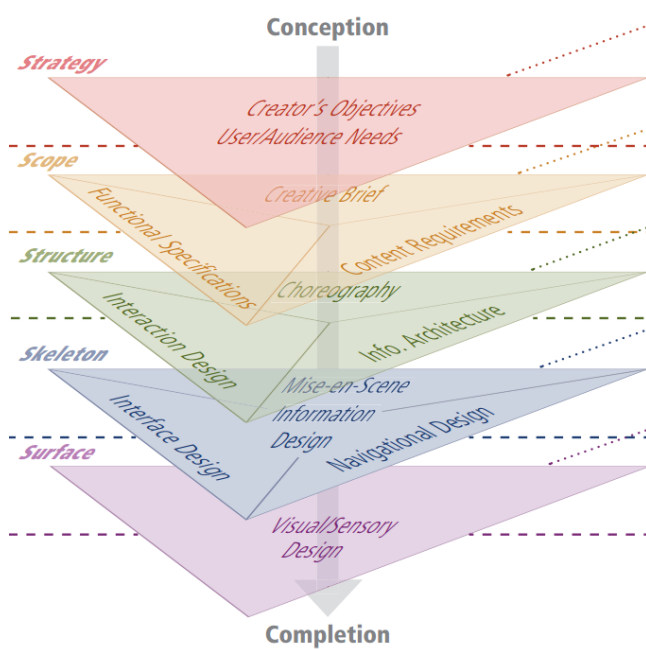 Conception
Strategy
Creator's Objectives
User/Audience Needs
Scope
Creative Brief
Functional Specifications
Content Requirements
Structure
Choreography
Interaction Design
Info. Architecture
Skeleton
Mise-en-Scene
Information
Design
Interface Design
Navigational Design
Surface
Visual/Sensory
Design
Completion